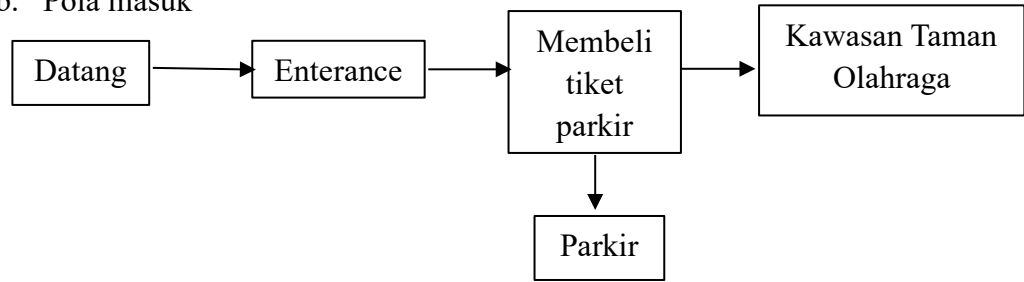 Pola masuk
Datang
Enterance
Membeli
tiket
parkir
Kawasan Taman
Olahraga
Parkir